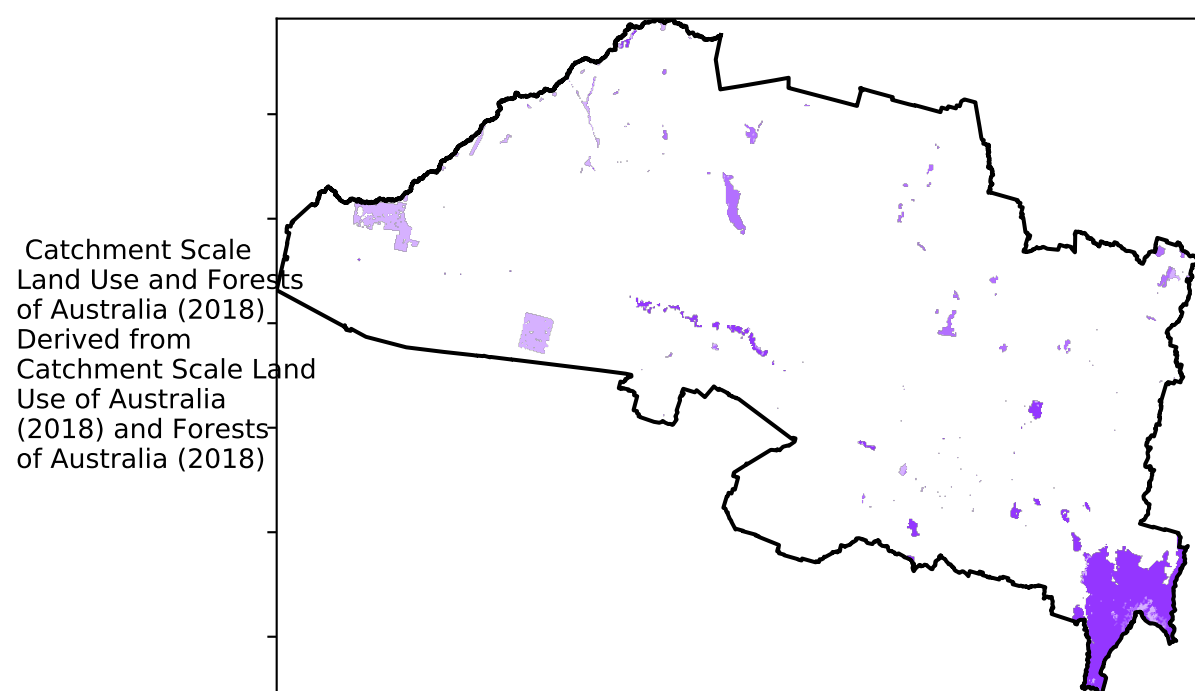 Catchment Scale
Land Use and Forests
of Australia (2018)
Derived from
Catchment Scale Land
Use of Australia
(2018) and Forests
of Australia (2018)